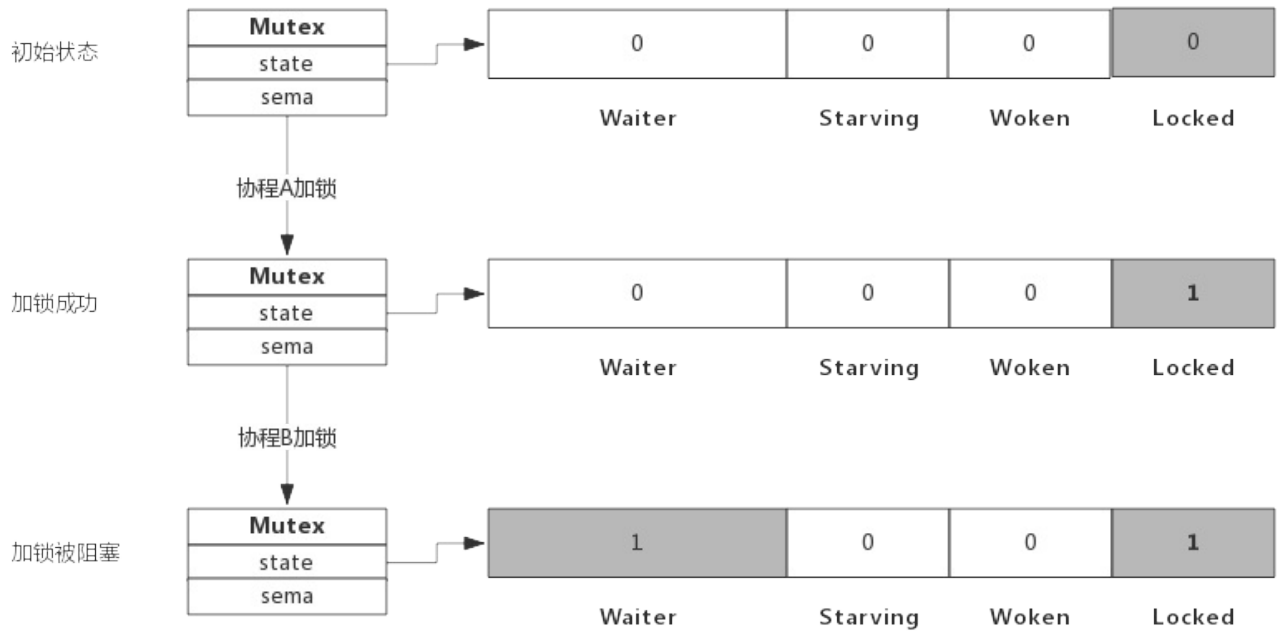 初始状态
Mutex
state
sema
0 0 0 0
Waiter Starving Woken Locked
协程A加锁
加锁成功
Mutex
state
sema
0 0 0 1
Waiter Starving Woken Locked
协程B加锁
加锁被阻塞
Mutex
state
sema
1 0 0 1
Waiter Starving Woken Locked